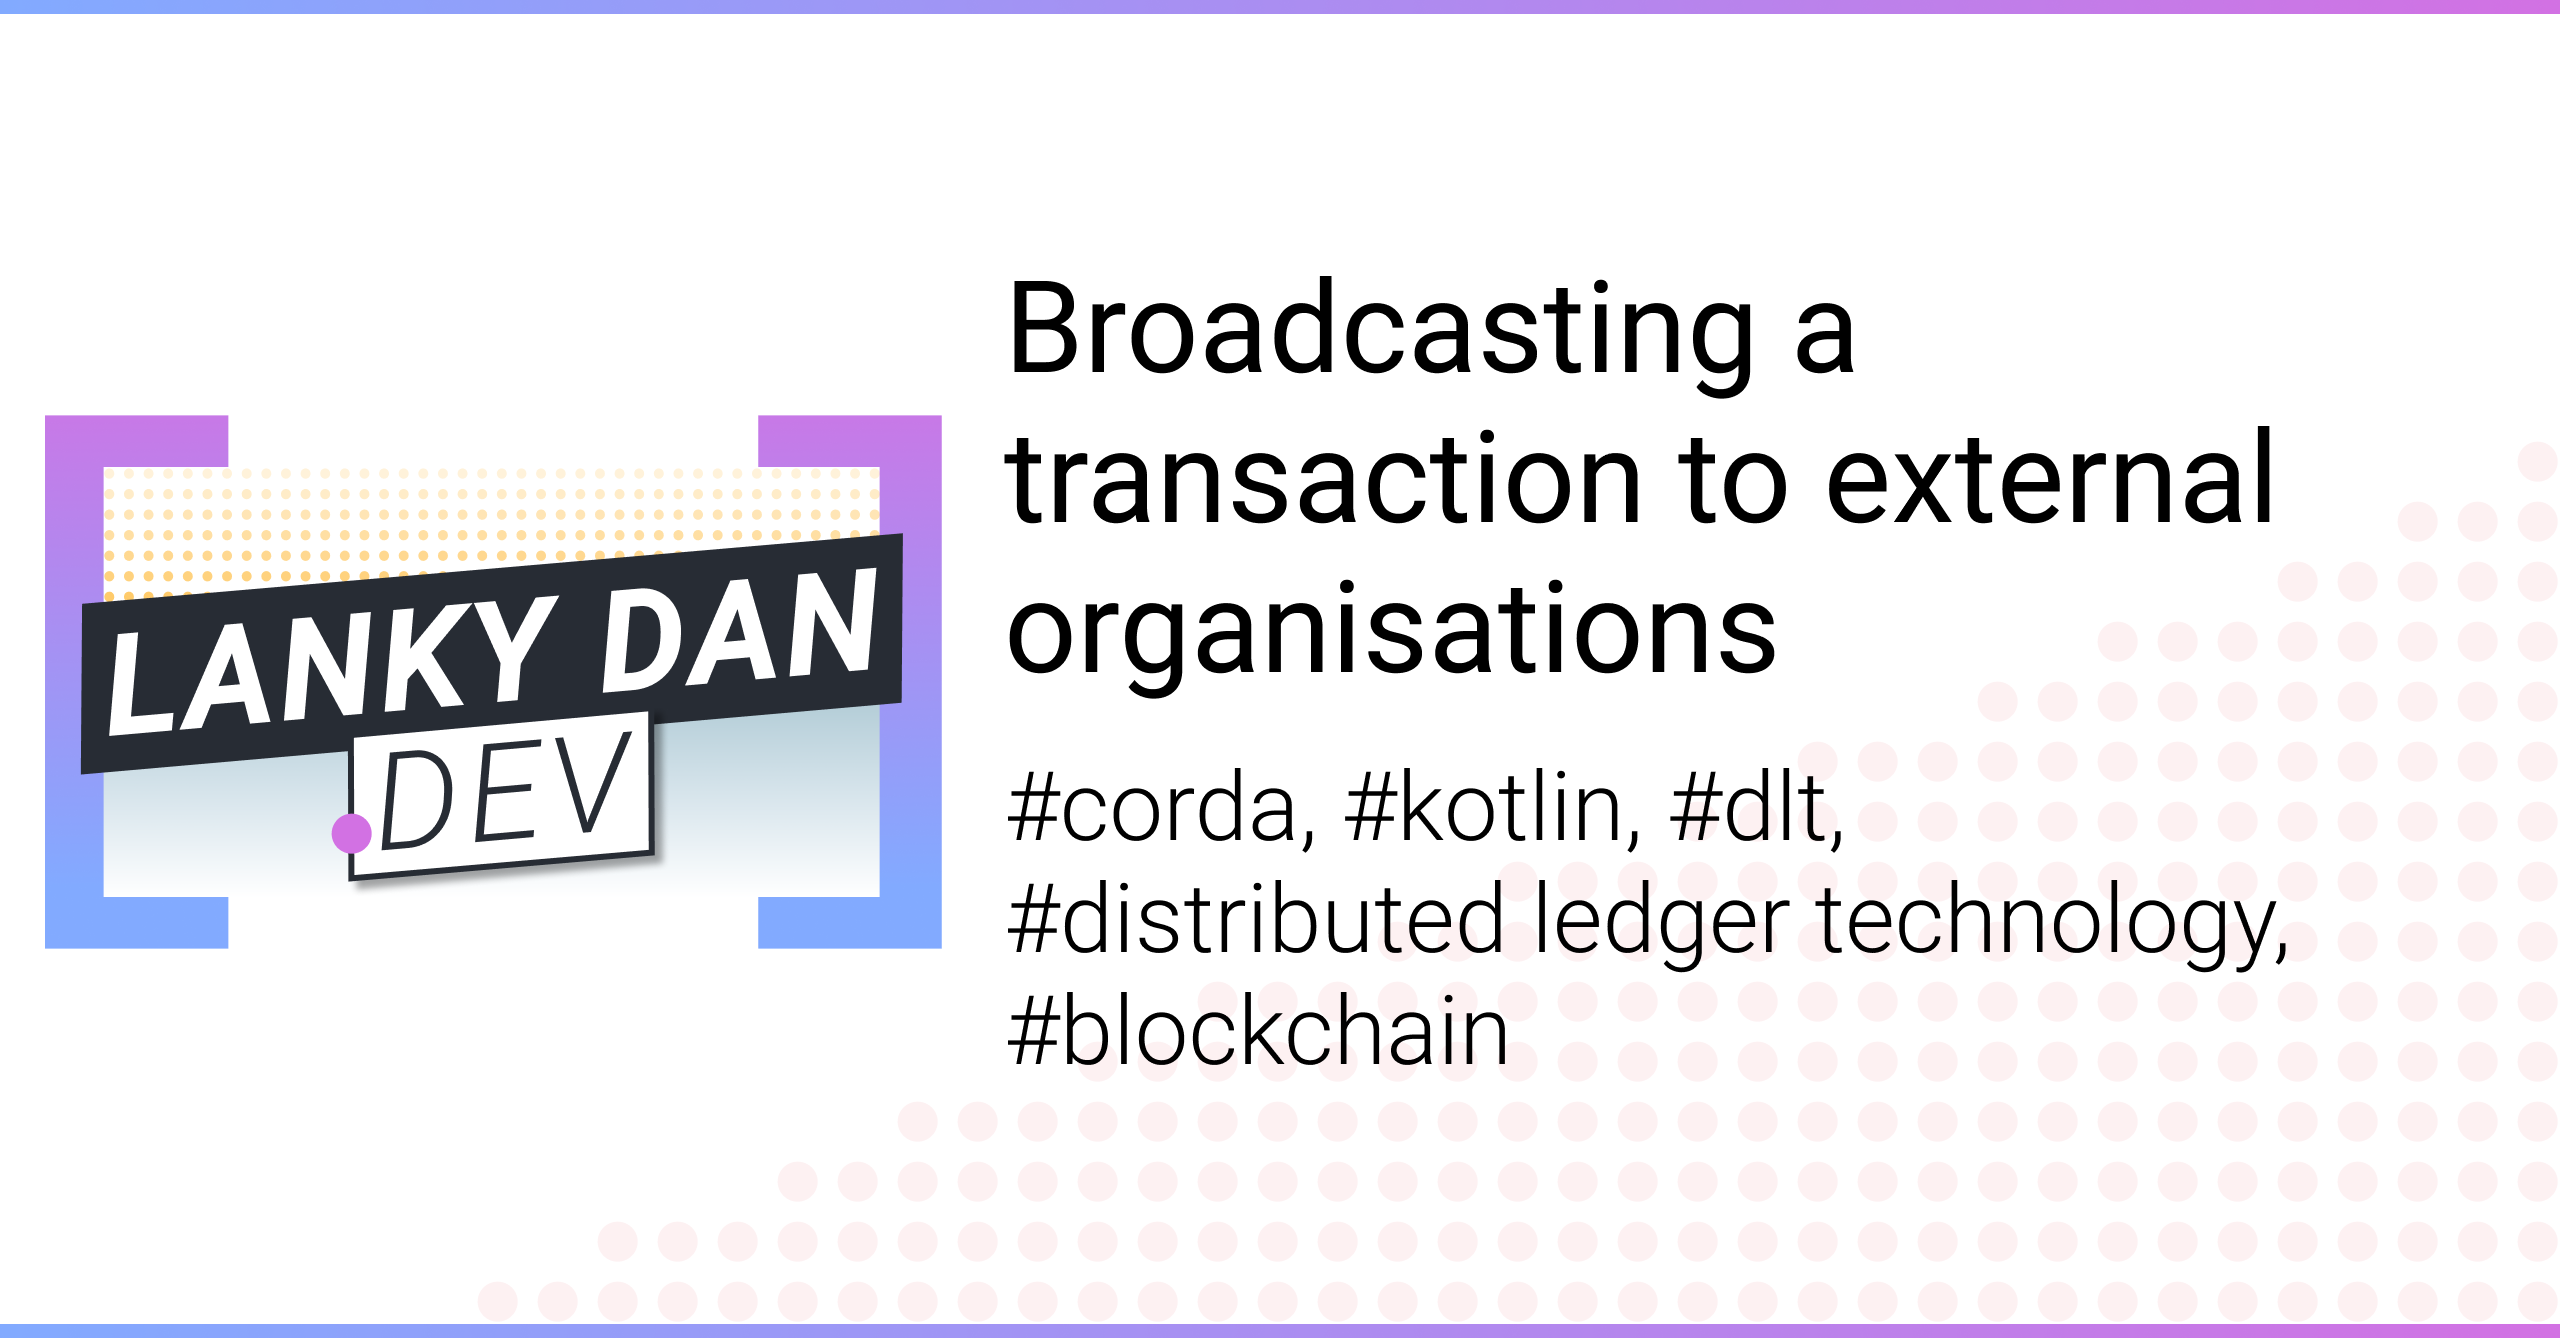 LANKY DAN
DEV
Broadcasting a
transaction to external
organisations
#corda, #kotlin, #dlt,
#distributed ledger technology,
#blockchain